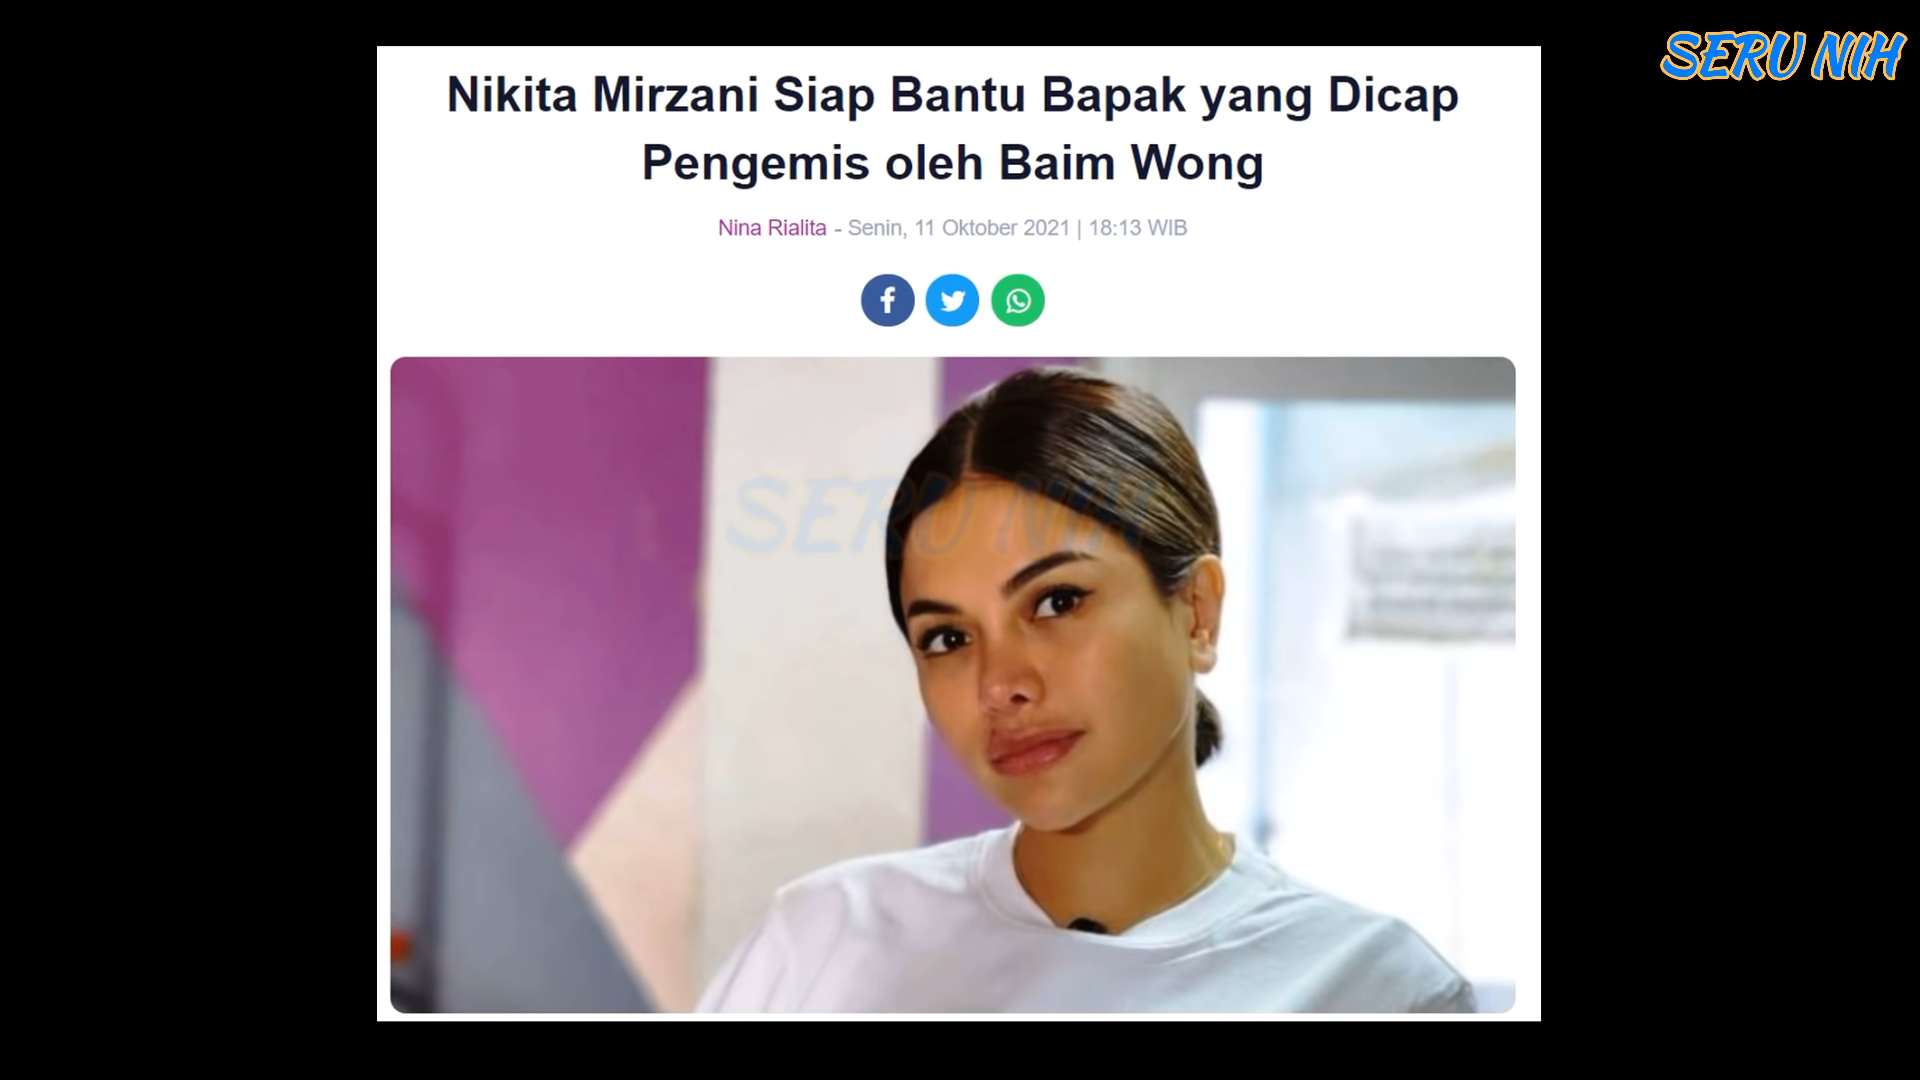 SERU NIH
Nikita Mirzani Siap Bantu Bapak yang Dicap
Pengemis oleh Baim Wong
Nina Rialita - Senin, 11 Oktober 2021 | 18:13 WIB
SERU NIH